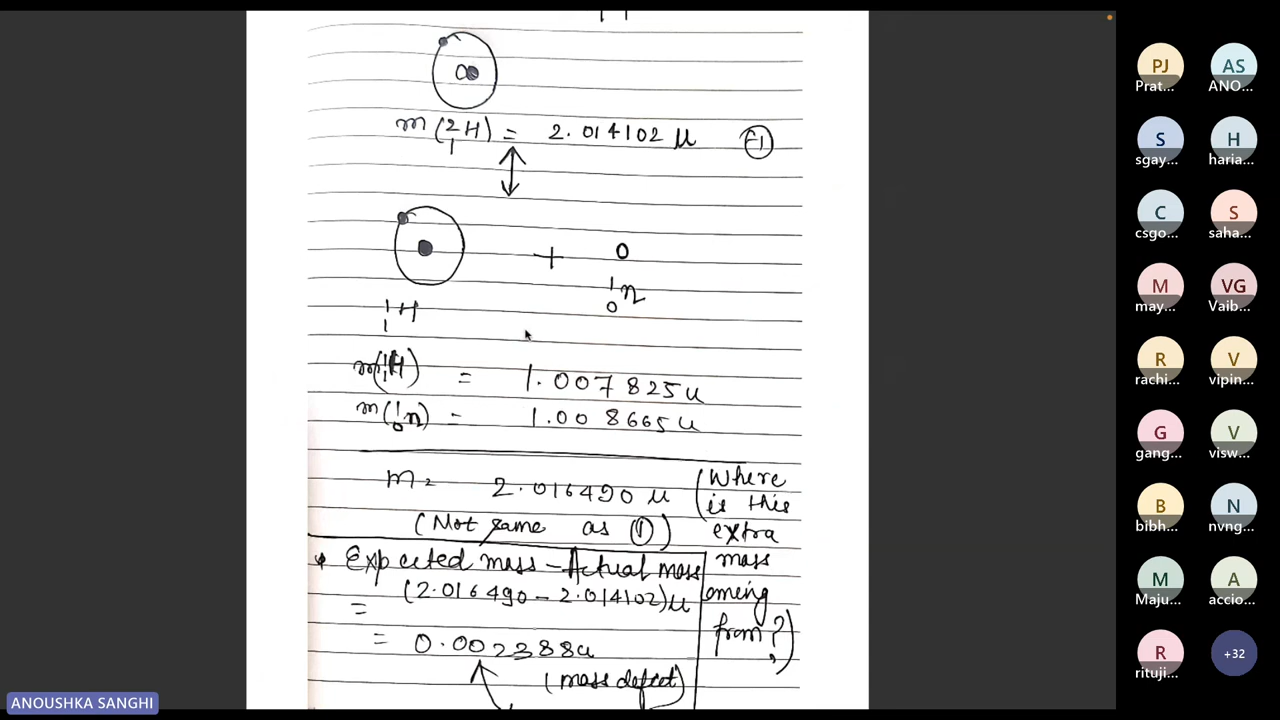 m(²₁H) = 2.014102 u ①
¹₁H + ¹₀n
m(¹₁H) = 1.007825u
m(¹₀n) = 1.008665u
m = 2.016490 u (Where is this extra mass coming from?)
(Not same as ①)
* Expected mass - Actual mass
= (2.016490 - 2.014102)u
= 0.002388u
(mass defect)
PJ
Prat...
AS
ANO...
S
sgay...
H
haria...
C
csgo...
S
saha...
M
may...
VG
Vaib...
R
rachi...
V
vipin...
G
gang...
V
visw...
B
bibh...
N
nvng...
M
Maju...
A
accio...
R
rituji...
+32
ANOUSHKA SANGHI